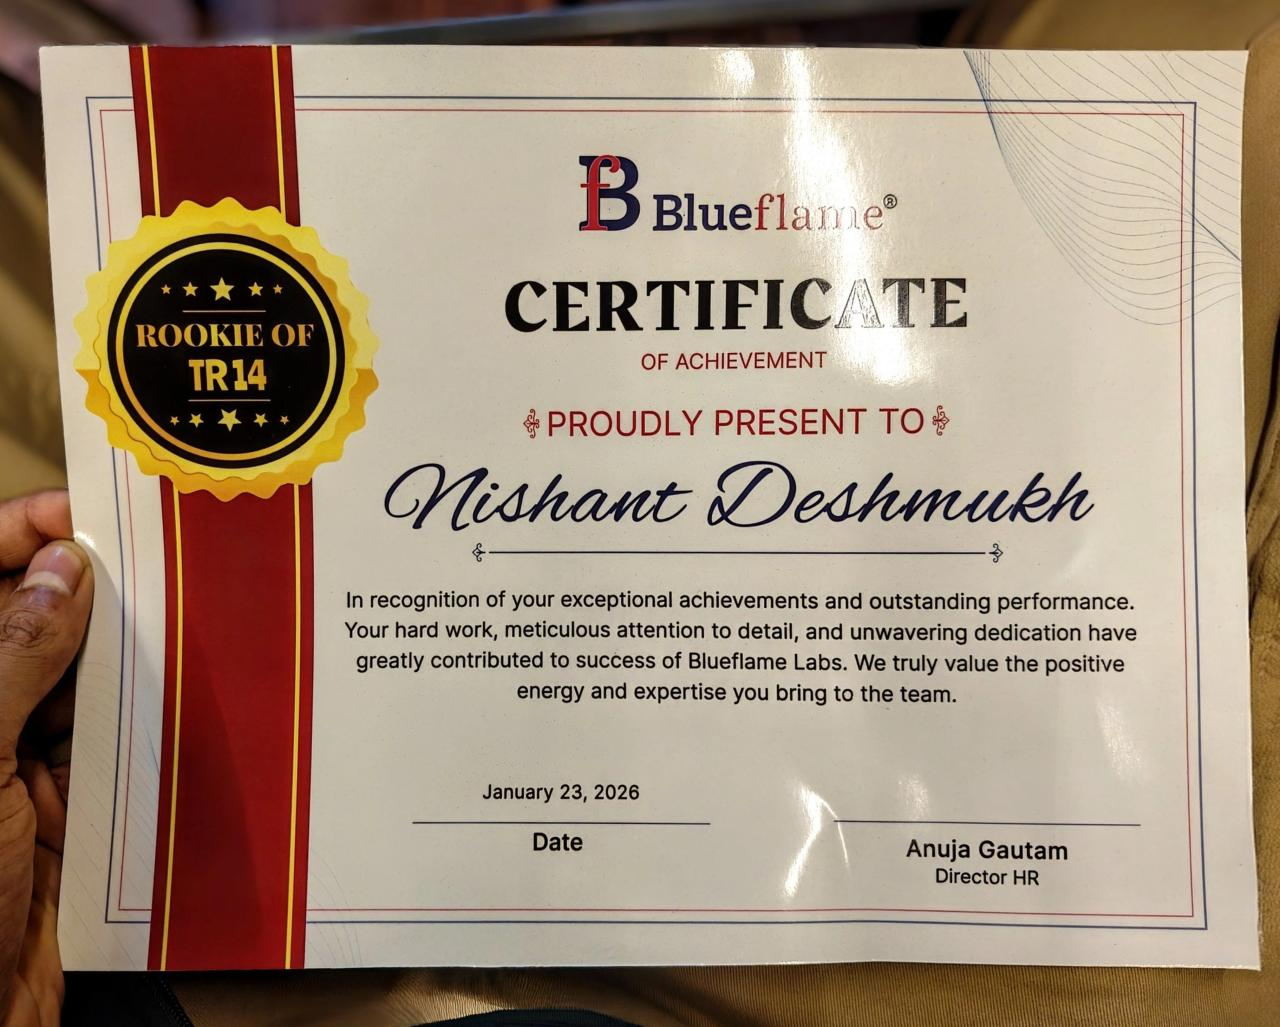 fB Blueflame®
CERTIFICATE
OF ACHIEVEMENT
PROUDLY PRESENT TO
ROOKIE OF
TR14
Nishant Deshmukh
In recognition of your exceptional achievements and outstanding performance.
Your hard work, meticulous attention to detail, and unwavering dedication have
greatly contributed to success of Blueflame Labs. We truly value the positive
energy and expertise you bring to the team.
January 23, 2026
Date
Anuja Gautam
Director HR